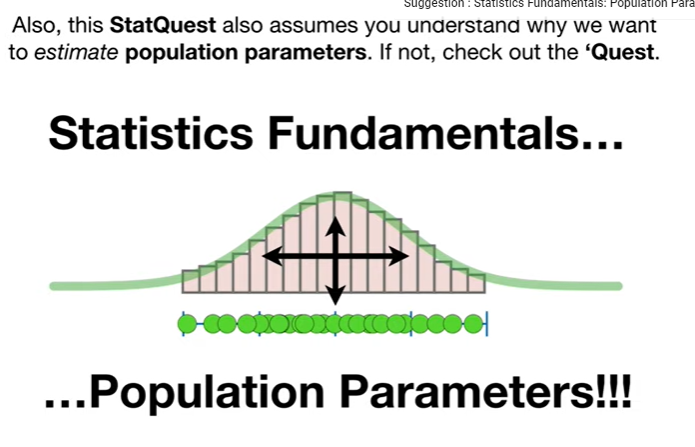 Suggestion : Statistics Fundamentals: Population Para
Also, this StatQuest also assumes you understand why we want
to estimate population parameters. If not, check out the ‘Quest.
Statistics Fundamentals…
…Population Parameters!!!